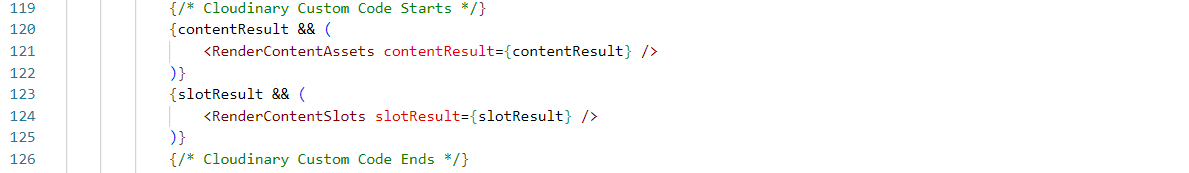 119 {/* Cloudinary Custom Code Starts */}
120 {contentResult && (
121 <RenderContentAssets contentResult={contentResult} />
122 )}
123 {slotResult && (
124 <RenderContentSlots slotResult={slotResult} />
125 )}
126 {/* Cloudinary Custom Code Ends */}